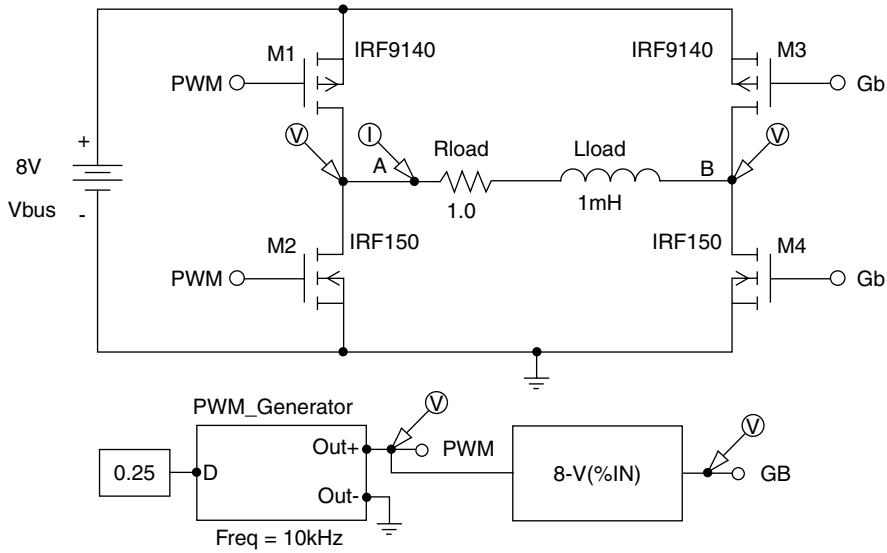 M1
IRF9140
IRF9140
M3
PWM
Gb
V
I
V
+
8V
Vbus
-
A
Rload
1.0
Lload
1mH
B
M2
IRF150
IRF150
M4
PWM
Gb
PWM_Generator
V
V
0.25
D
Out+
Out-
PWM
8-V(%IN)
GB
Freq = 10kHz